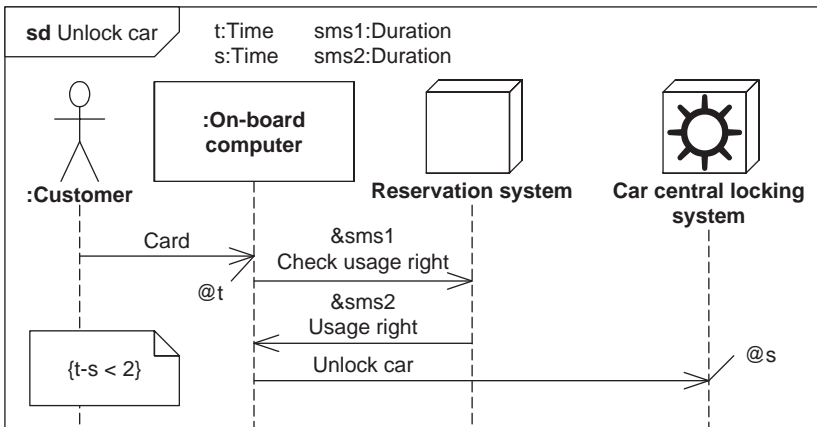 sd Unlock car
t:Time sms1:Duration
s:Time sms2:Duration
:On-board
computer
:Customer
Reservation system
Car central locking
system
Card
&sms1
Check usage right
@t
&sms2
Usage right
{t-s < 2}
Unlock car
@s